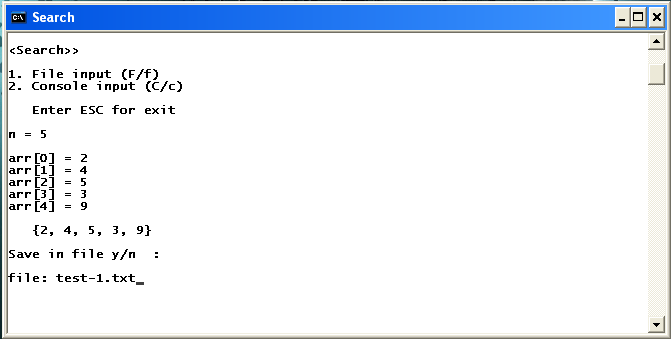 Search
<Search>>
1. File input (F/f)
2. Console input (C/c)
Enter ESC for exit
n = 5
arr[0] = 2
arr[1] = 4
arr[2] = 5
arr[3] = 3
arr[4] = 9
{2, 4, 5, 3, 9}
Save in file y/n  :
file: test-1.txt_